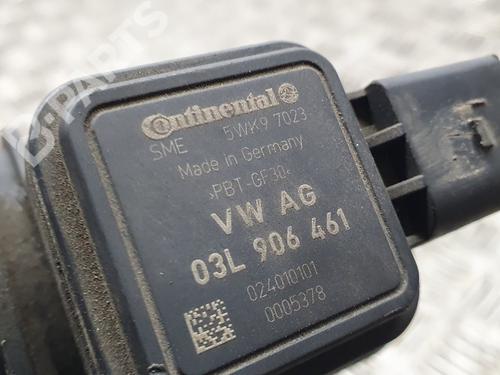 Continental
SME 5WK9 7023
Made in Germany
>PBT-GF30<
VW AG
03L 906 461
024010101
0005378
B-PARTS